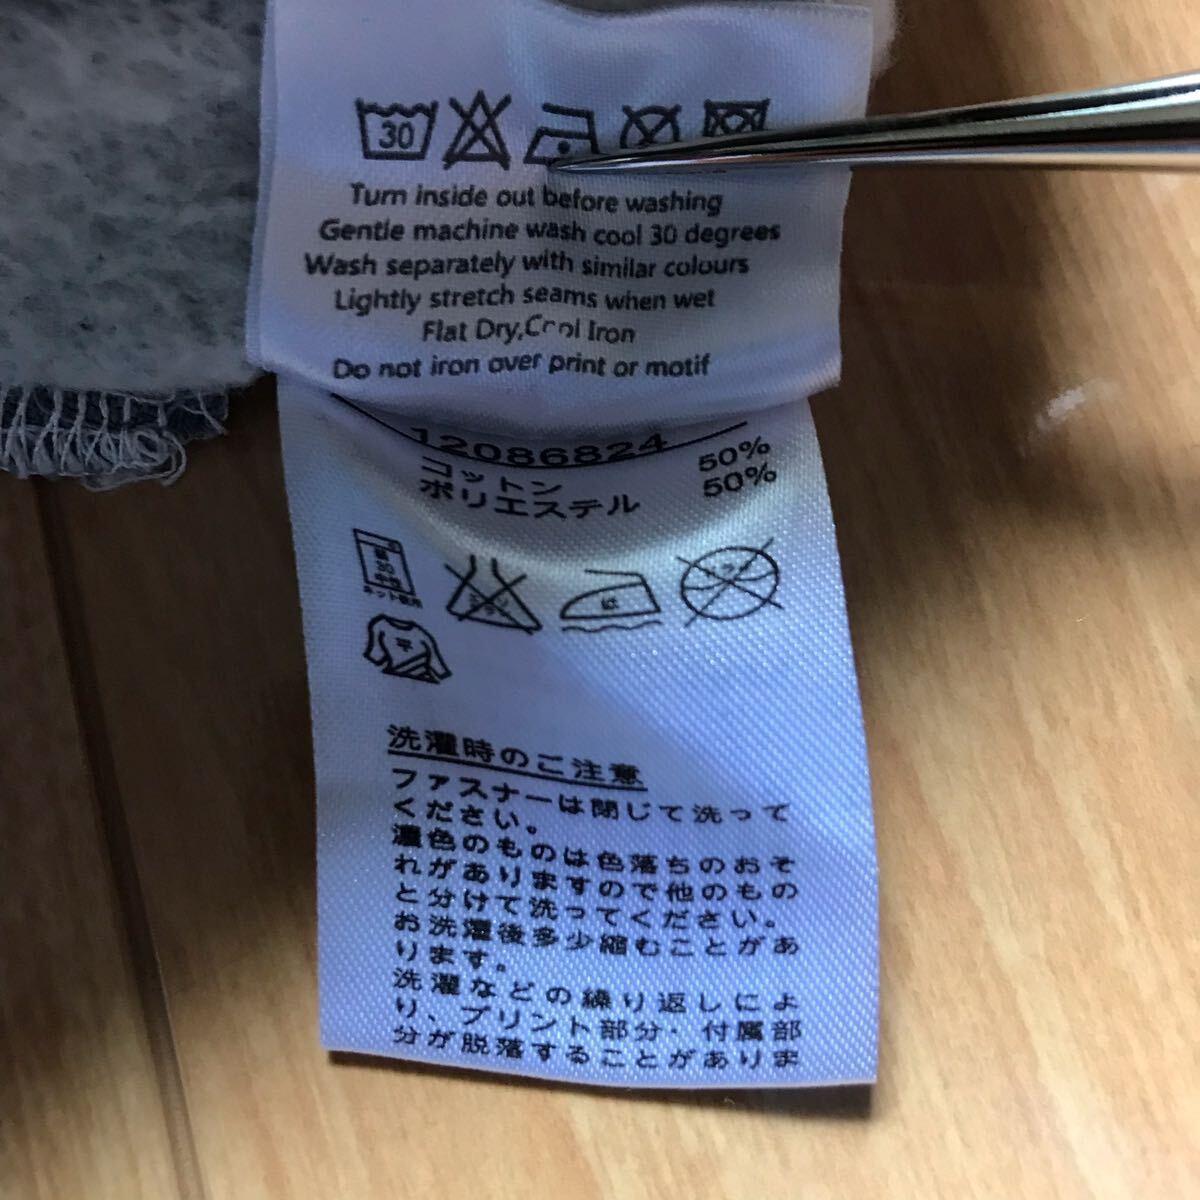 30
Turn inside out before washing
Gentle machine wash cool 30 degrees
Wash separately with similar colours
Lightly stretch seams when wet
Flat Dry,Cool Iron
Do not iron over print or motif
12086824
コットン 50%
ポリエステル 50%
ネット使用
低
平
洗濯時のご注意
ファスナーは閉じて洗って
ください。
濃色のものは色落ちのおそ
れがありますので他のもの
と分けて洗ってください。
お洗濯後多少縮むことがあ
ります。
洗濯などの繰り返しによ
り、プリント部分・付属部
分が脱落することがありま